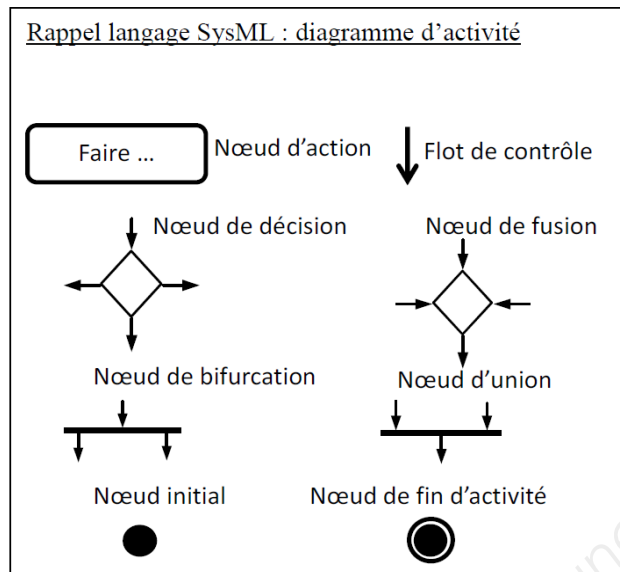 Rappel langage SysML : diagramme d’activité
Faire ...
Nœud d’action
Flot de contrôle
Nœud de décision
Nœud de fusion
Nœud de bifurcation
Nœud d’union
Nœud initial
Nœud de fin d’activité